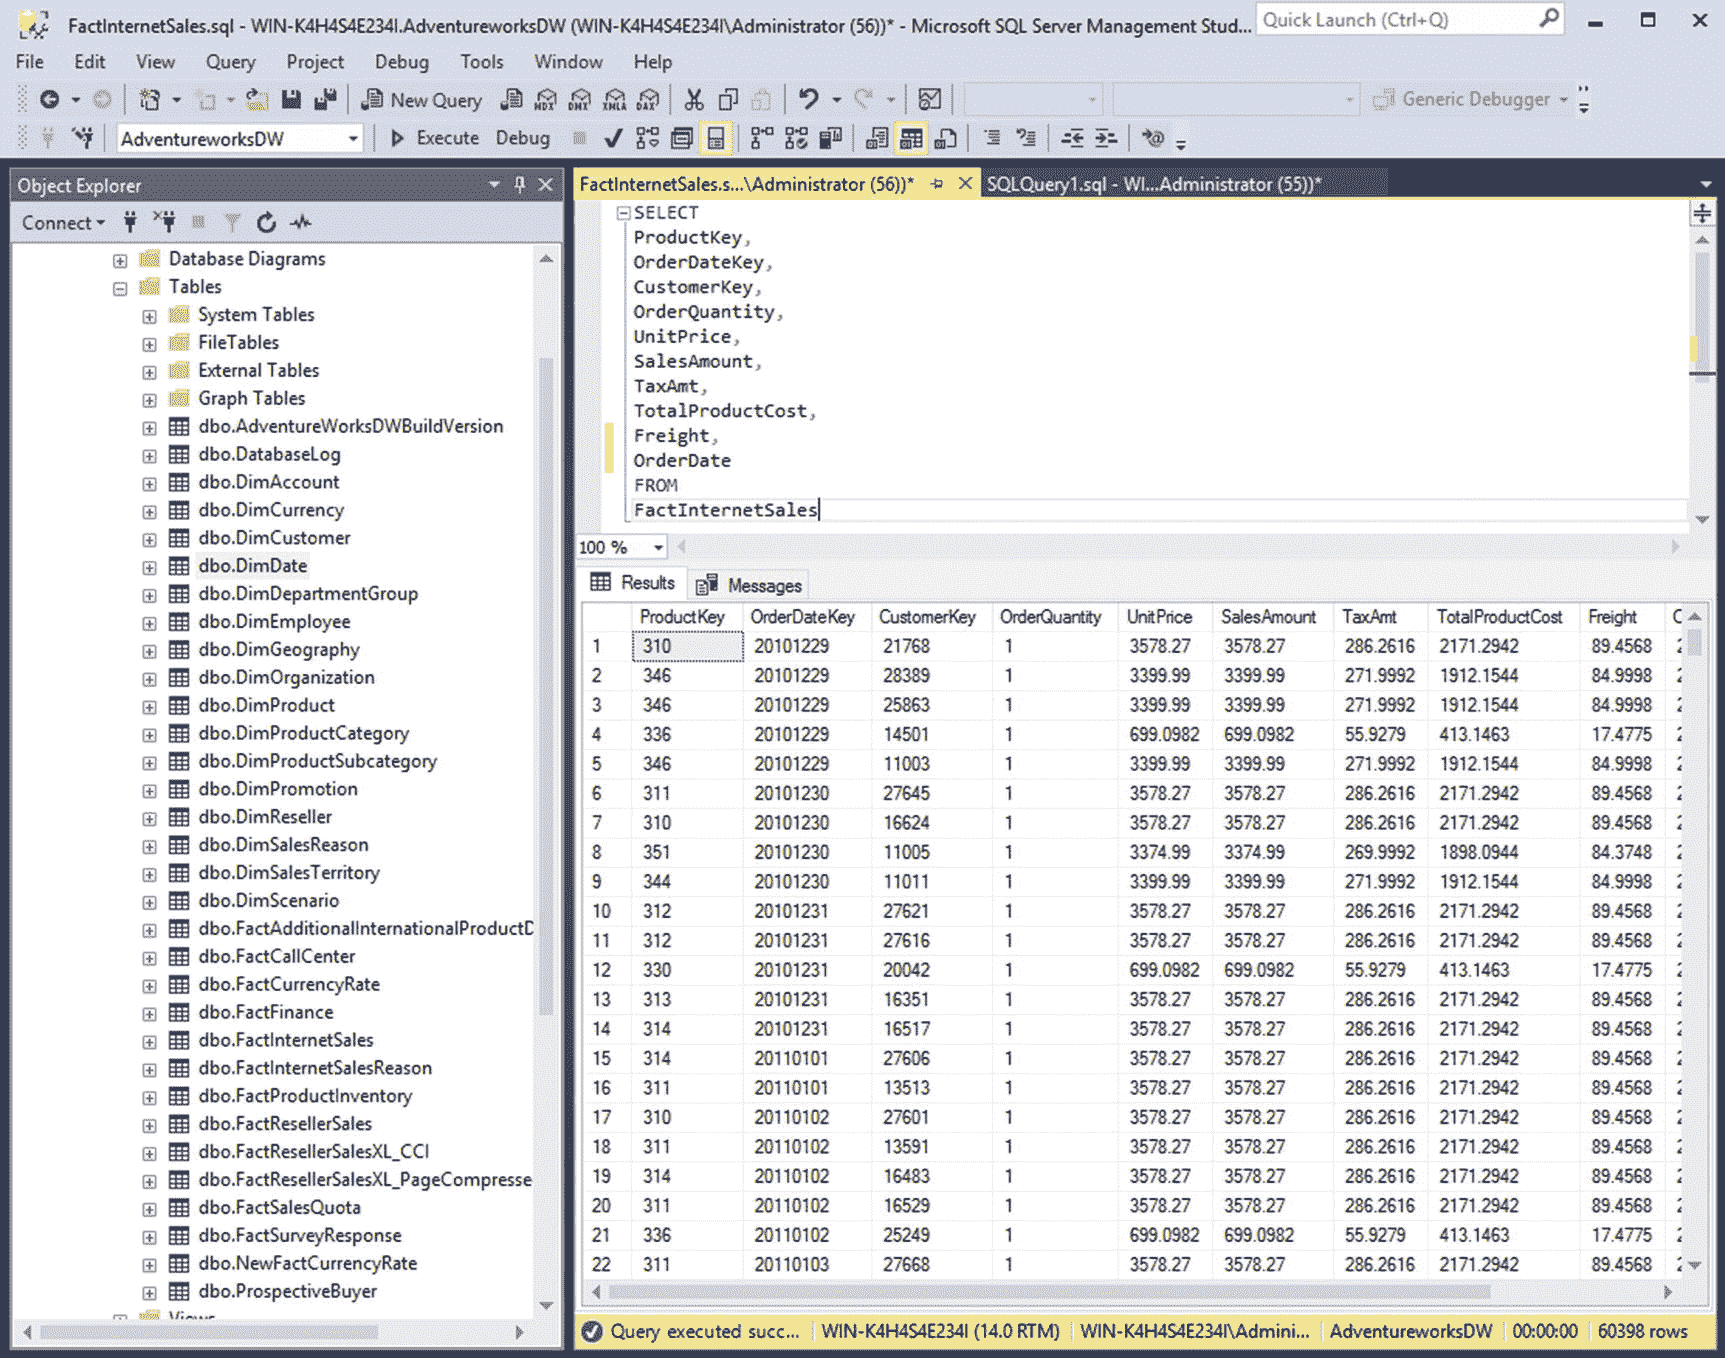 FactInternetSales.sql - WIN-K4H4S4E234I.AdventureworksDW (WIN-K4H4S4E234I\Administrator (56))* - Microsoft SQL Server Management Stud... Quick Launch (Ctrl+Q)
File Edit View Query Project Debug Tools Window Help
New Query MDX DMX XMLA DAX Generic Debugger
AdventureworksDW Execute Debug
Object Explorer
FactInternetSales.s...\Administrator (56))* SQLQuery1.sql - WI...Administrator (55))*
Connect
Database Diagrams
Tables
System Tables
FileTables
External Tables
Graph Tables
dbo.AdventureWorksDWBuildVersion
dbo.DatabaseLog
dbo.DimAccount
dbo.DimCurrency
dbo.DimCustomer
dbo.DimDate
dbo.DimDepartmentGroup
dbo.DimEmployee
dbo.DimGeography
dbo.DimOrganization
dbo.DimProduct
dbo.DimProductCategory
dbo.DimProductSubcategory
dbo.DimPromotion
dbo.DimReseller
dbo.DimSalesReason
dbo.DimSalesTerritory
dbo.DimScenario
dbo.FactAdditionalInternationalProductD
dbo.FactCallCenter
dbo.FactCurrencyRate
dbo.FactFinance
dbo.FactInternetSales
dbo.FactInternetSalesReason
dbo.FactProductInventory
dbo.FactResellerSales
dbo.FactResellerSalesXL_CCI
dbo.FactResellerSalesXL_PageCompresse
dbo.FactSalesQuota
dbo.FactSurveyResponse
dbo.NewFactCurrencyRate
dbo.ProspectiveBuyer
Views
SELECT
ProductKey,
OrderDateKey,
CustomerKey,
OrderQuantity,
UnitPrice,
SalesAmount,
TaxAmt,
TotalProductCost,
Freight,
OrderDate
FROM
FactInternetSales
100 %
Results Messages
ProductKey OrderDateKey CustomerKey OrderQuantity UnitPrice SalesAmount TaxAmt TotalProductCost Freight
1 310 20101229 21768 1 3578.27 3578.27 286.2616 2171.2942 89.4568
2 346 20101229 28389 1 3399.99 3399.99 271.9992 1912.1544 84.9998
3 346 20101229 25863 1 3399.99 3399.99 271.9992 1912.1544 84.9998
4 336 20101229 14501 1 699.0982 699.0982 55.9279 413.1463 17.4775
5 346 20101229 11003 1 3399.99 3399.99 271.9992 1912.1544 84.9998
6 311 20101230 27645 1 3578.27 3578.27 286.2616 2171.2942 89.4568
7 310 20101230 16624 1 3578.27 3578.27 286.2616 2171.2942 89.4568
8 351 20101230 11005 1 3374.99 3374.99 269.9992 1898.0944 84.3748
9 344 20101230 11011 1 3399.99 3399.99 271.9992 1912.1544 84.9998
10 312 20101231 27621 1 3578.27 3578.27 286.2616 2171.2942 89.4568
11 312 20101231 27616 1 3578.27 3578.27 286.2616 2171.2942 89.4568
12 330 20101231 20042 1 699.0982 699.0982 55.9279 413.1463 17.4775
13 313 20101231 16351 1 3578.27 3578.27 286.2616 2171.2942 89.4568
14 314 20101231 16517 1 3578.27 3578.27 286.2616 2171.2942 89.4568
15 314 20110101 27606 1 3578.27 3578.27 286.2616 2171.2942 89.4568
16 311 20110101 13513 1 3578.27 3578.27 286.2616 2171.2942 89.4568
17 310 20110102 27601 1 3578.27 3578.27 286.2616 2171.2942 89.4568
18 311 20110102 13591 1 3578.27 3578.27 286.2616 2171.2942 89.4568
19 314 20110102 16483 1 3578.27 3578.27 286.2616 2171.2942 89.4568
20 311 20110102 16529 1 3578.27 3578.27 286.2616 2171.2942 89.4568
21 336 20110102 25249 1 699.0982 699.0982 55.9279 413.1463 17.4775
22 311 20110103 27668 1 3578.27 3578.27 286.2616 2171.2942 89.4568
Query executed succ... WIN-K4H4S4E234I (14.0 RTM) WIN-K4H4S4E234I\Admini... AdventureworksDW 00:00:00 60398 rows